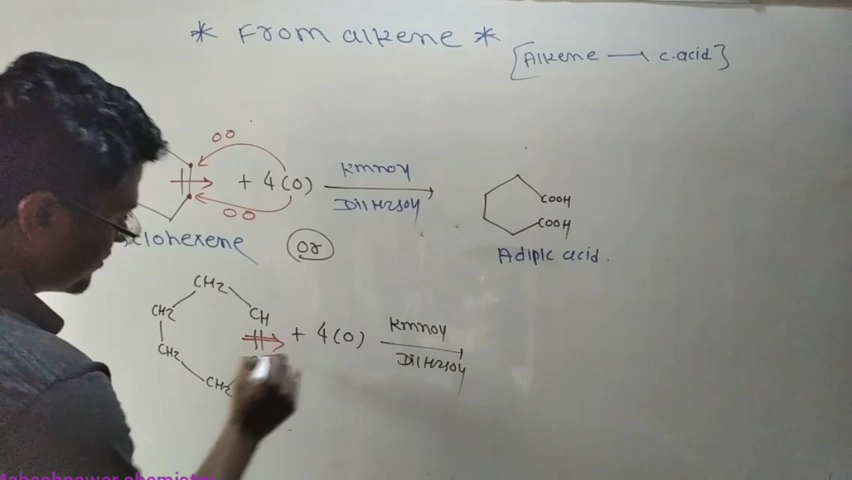 * From alkene *
[Alkene → c.acid]
OO
+ 4(O) KMnO4
Dil H2SO4
OO
COOH
COOH
clohexene
Or
Adipic acid.
CH2
CH2
CH
+ 4(O) KMnO4
Dil H2SO4
CH2
CH2